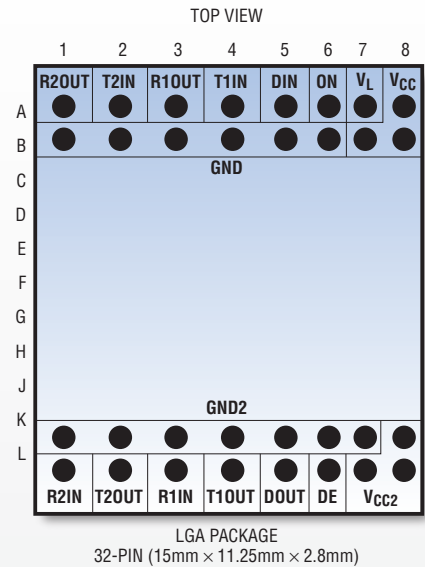 TOP VIEW
1 2 3 4 5 6 7 8
R2OUT T2IN R1OUT T1IN DIN ON VL VCC
A
B
GND
C
D
E
F
G
H
J
GND2
K
L
R2IN T2OUT R1IN T1OUT DOUT DE VCC2
LGA PACKAGE
32-PIN (15mm × 11.25mm × 2.8mm)